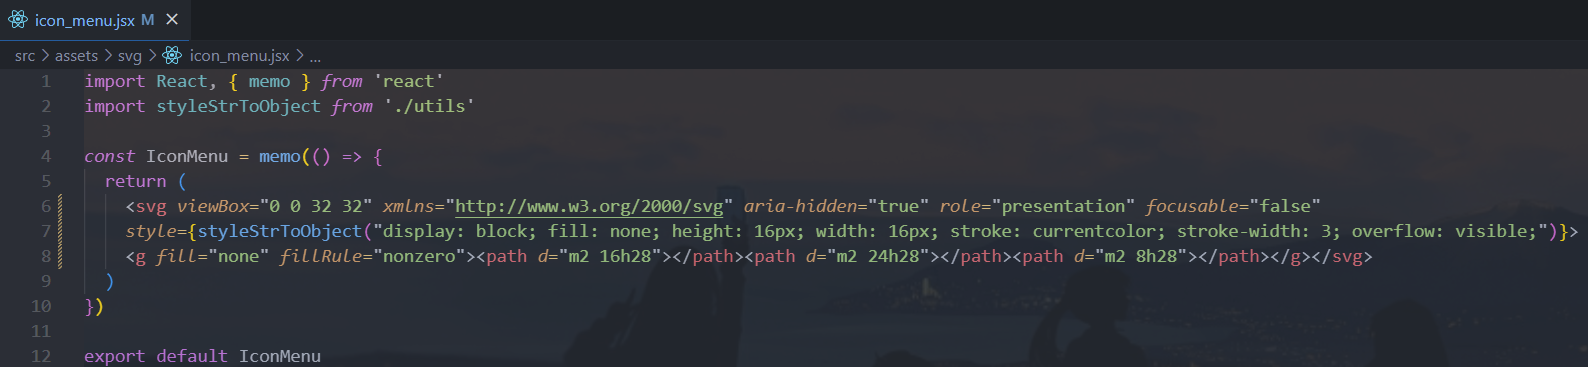 icon_menu.jsx M ×
src > assets > svg > icon_menu.jsx > ...
1 import React, { memo } from 'react'
2 import styleStrToObject from './utils'
3
4 const IconMenu = memo(() => {
5 return (
6 <svg viewBox="0 0 32 32" xmlns="http://www.w3.org/2000/svg" aria-hidden="true" role="presentation" focusable="false"
7 style={styleStrToObject("display: block; fill: none; height: 16px; width: 16px; stroke: currentcolor; stroke-width: 3; overflow: visible;")}>
8 <g fill="none" fillRule="nonzero"><path d="m2 16h28"></path><path d="m2 24h28"></path><path d="m2 8h28"></path></g></svg>
9 )
10 })
11
12 export default IconMenu